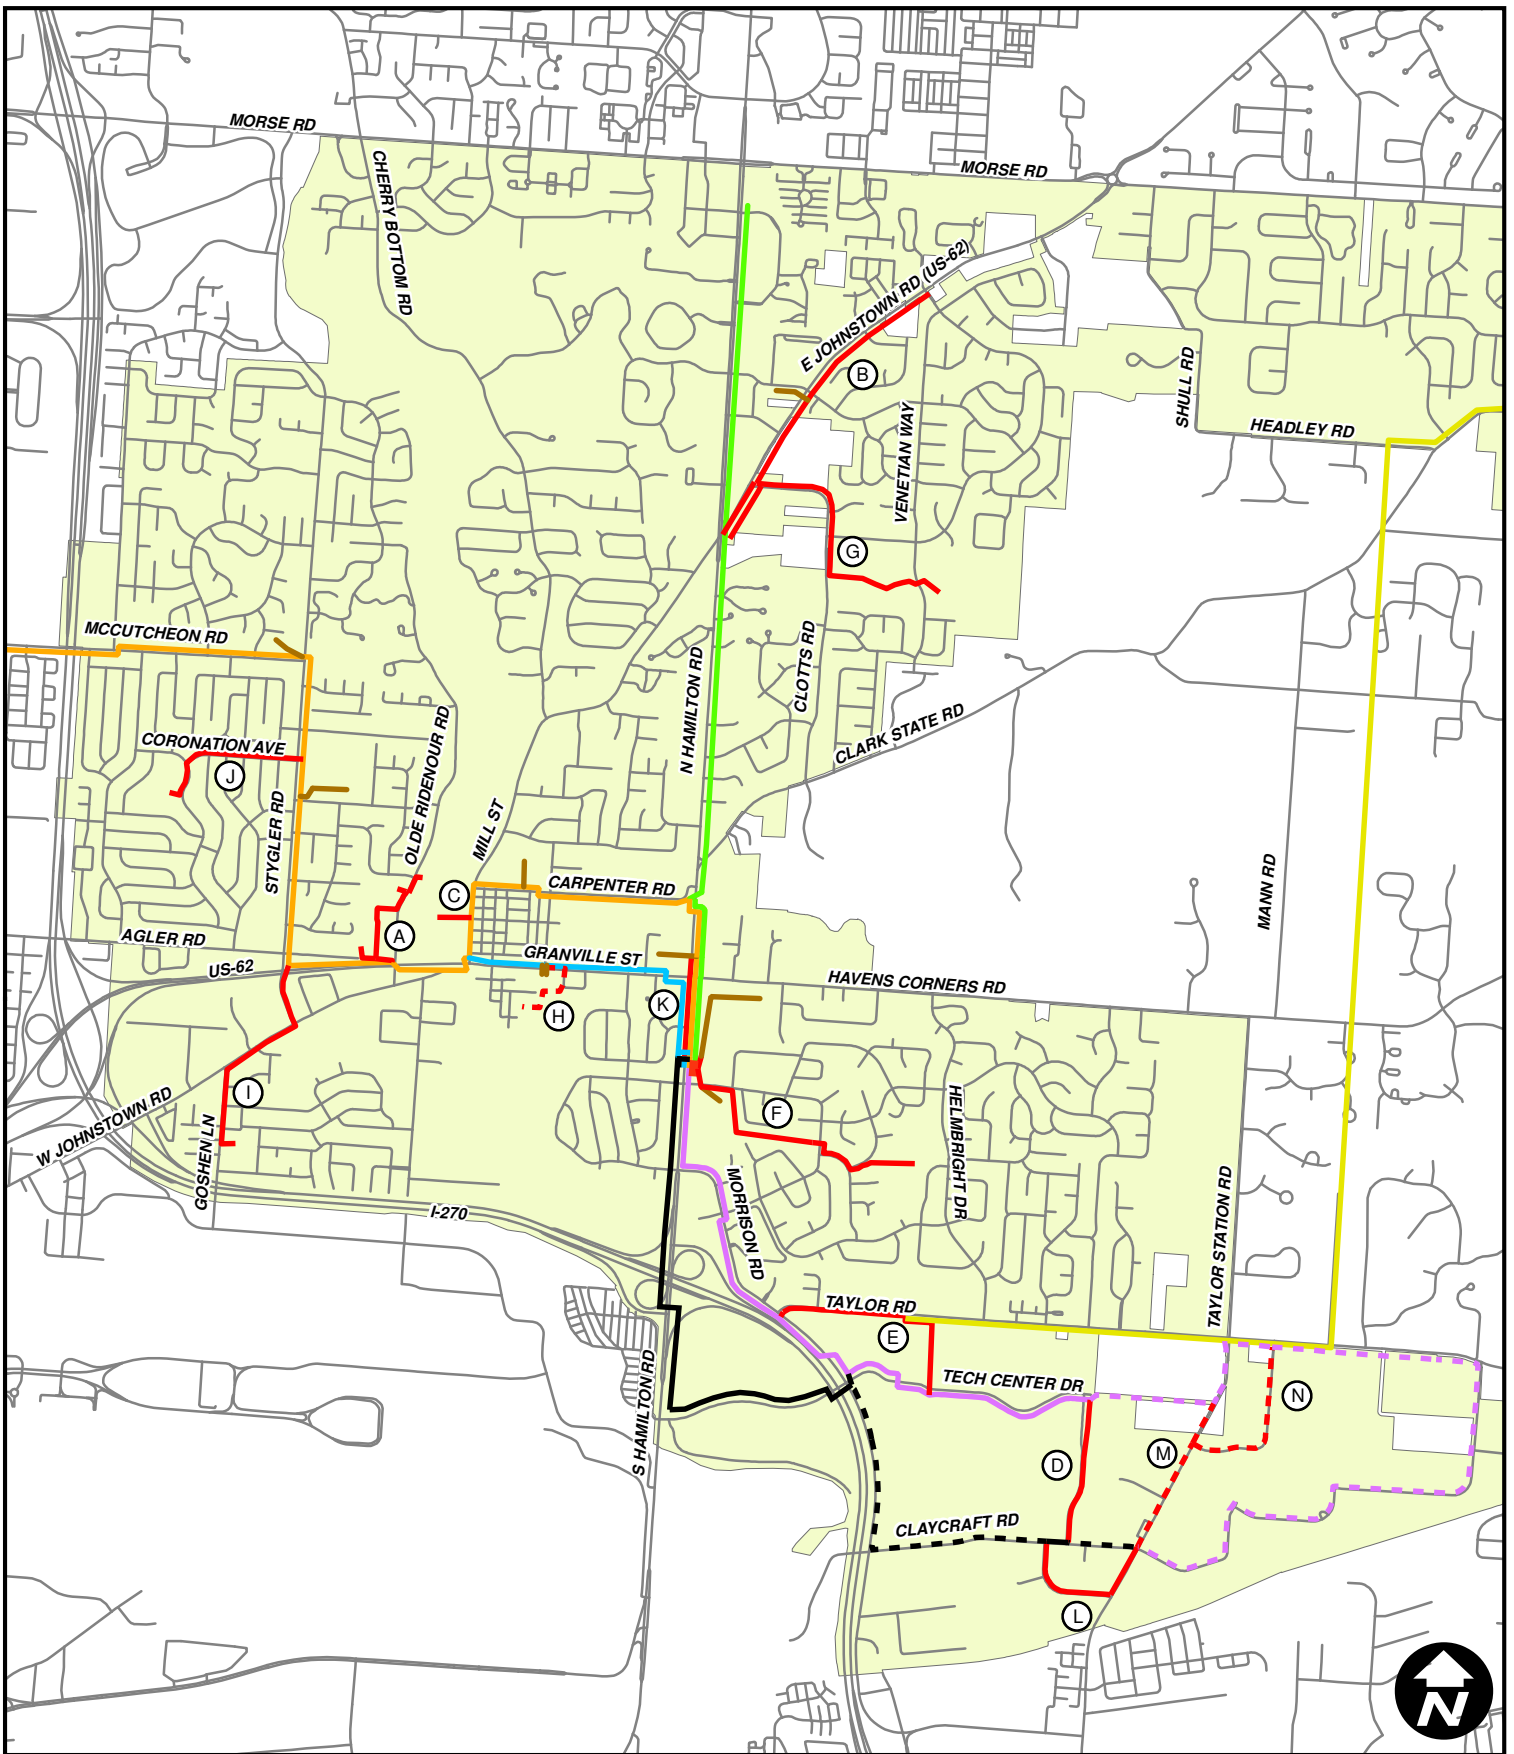 MORSE RD
CHERRY BOTTOM RD
MORSE RD
E JOHNSTOWN RD (US-62)
B
SHULL RD
HEADLEY RD
VENETIAN WAY
G
MCCUTCHEON RD
N HAMILTON RD
CLOTTS RD
CLARK STATE RD
CORONATION AVE
J
OLDE RIDENOUR RD
STYGLER RD
MILL ST
C
CARPENTER RD
MANN RD
AGLER RD
A
US-62
GRANVILLE ST
HAVENS CORNERS RD
K
H
I
W JOHNSTOWN RD
GOSHEN LN
F
HELMBRIGHT DR
MORRISON RD
TAYLOR STATION RD
I-270
TAYLOR RD
E
S HAMILTON RD
TECH CENTER DR
N
M
D
CLAYCRAFT RD
L
N